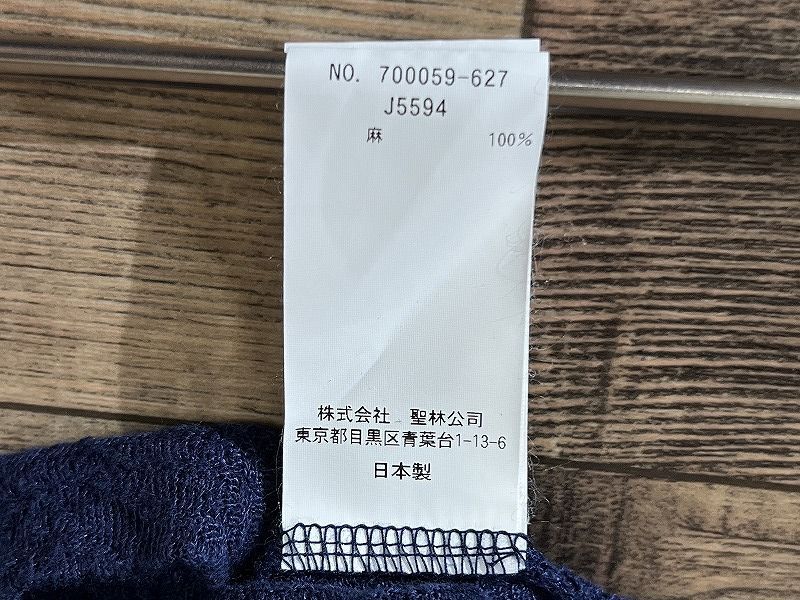 NO. 700059-627
J5594
麻 100%
株式会社 聖林公司
東京都目黒区青葉台1-13-6
日本製